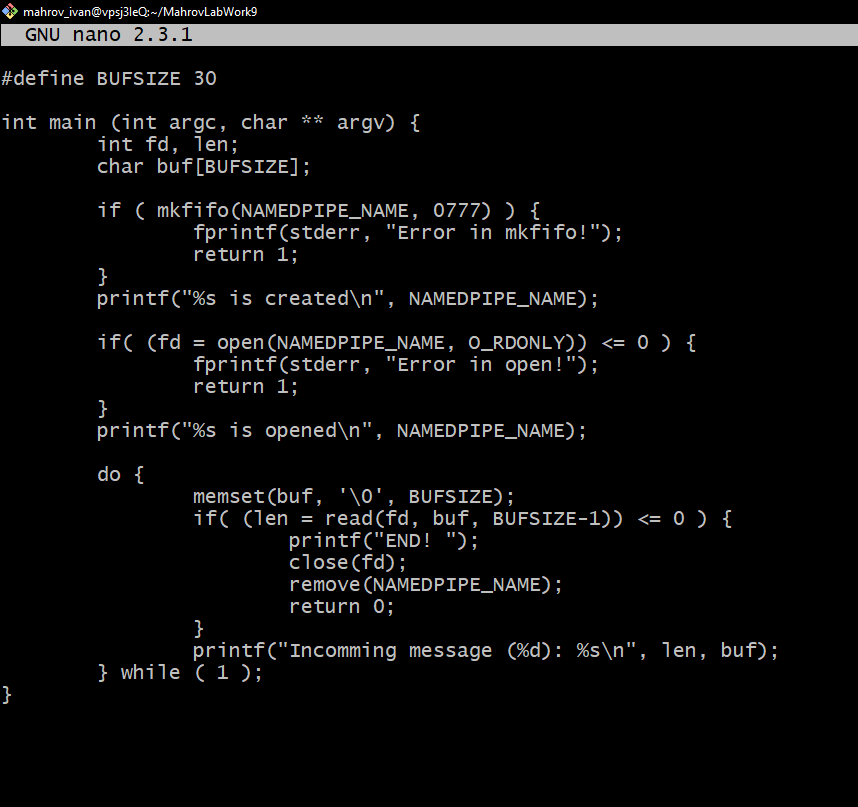 mahrov_ivan@vpsj3leQ:~/MahrovLabWork9
GNU nano 2.3.1
#define BUFSIZE 30
int main (int argc, char ** argv) {
int fd, len;
char buf[BUFSIZE];
if ( mkfifo(NAMEDPIPE_NAME, 0777) ) {
fprintf(stderr, "Error in mkfifo!");
return 1;
}
printf("%s is created\n", NAMEDPIPE_NAME);
if( (fd = open(NAMEDPIPE_NAME, O_RDONLY)) <= 0 ) {
fprintf(stderr, "Error in open!");
return 1;
}
printf("%s is opened\n", NAMEDPIPE_NAME);
do {
memset(buf, '\0', BUFSIZE);
if( (len = read(fd, buf, BUFSIZE-1)) <= 0 ) {
printf("END! ");
close(fd);
remove(NAMEDPIPE_NAME);
return 0;
}
printf("Incomming message (%d): %s\n", len, buf);
} while ( 1 );
}